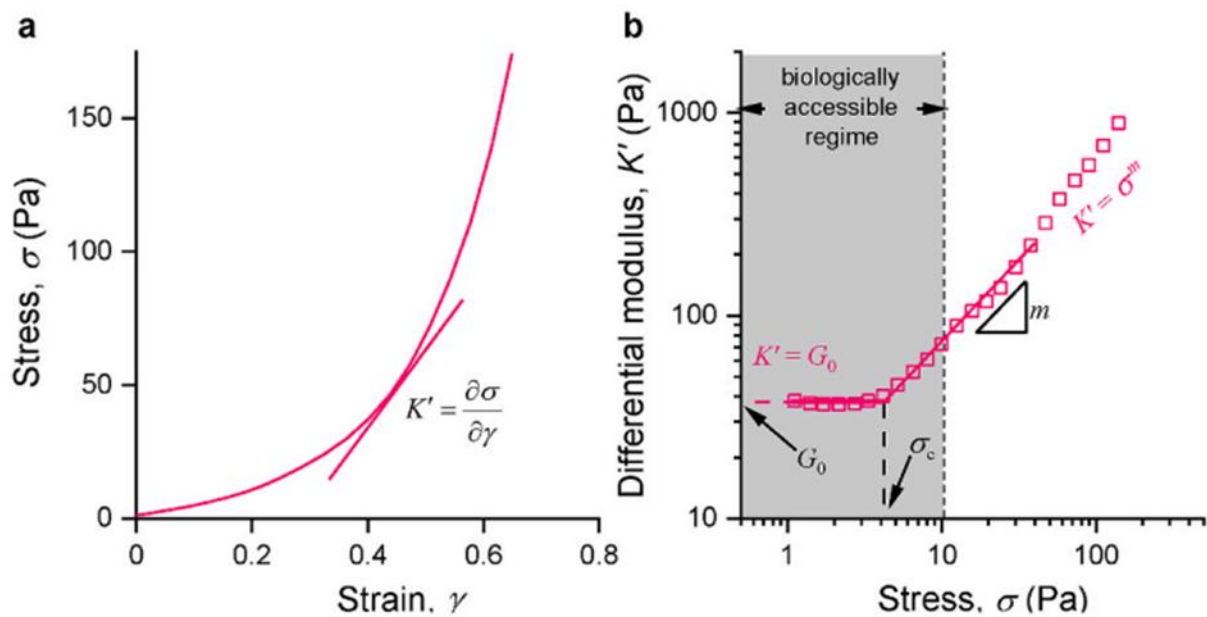 a
Stress, σ (Pa)
150
100
50
0
0 0.2 0.4 0.6 0.8
Strain, γ
K′ = ∂σ/∂γ
b
Differential modulus, K′ (Pa)
1000
100
10
1 10 100
Stress, σ (Pa)
biologically
accessible
regime
K′ = G₀
G₀
σc
K′ = σᵐ
m